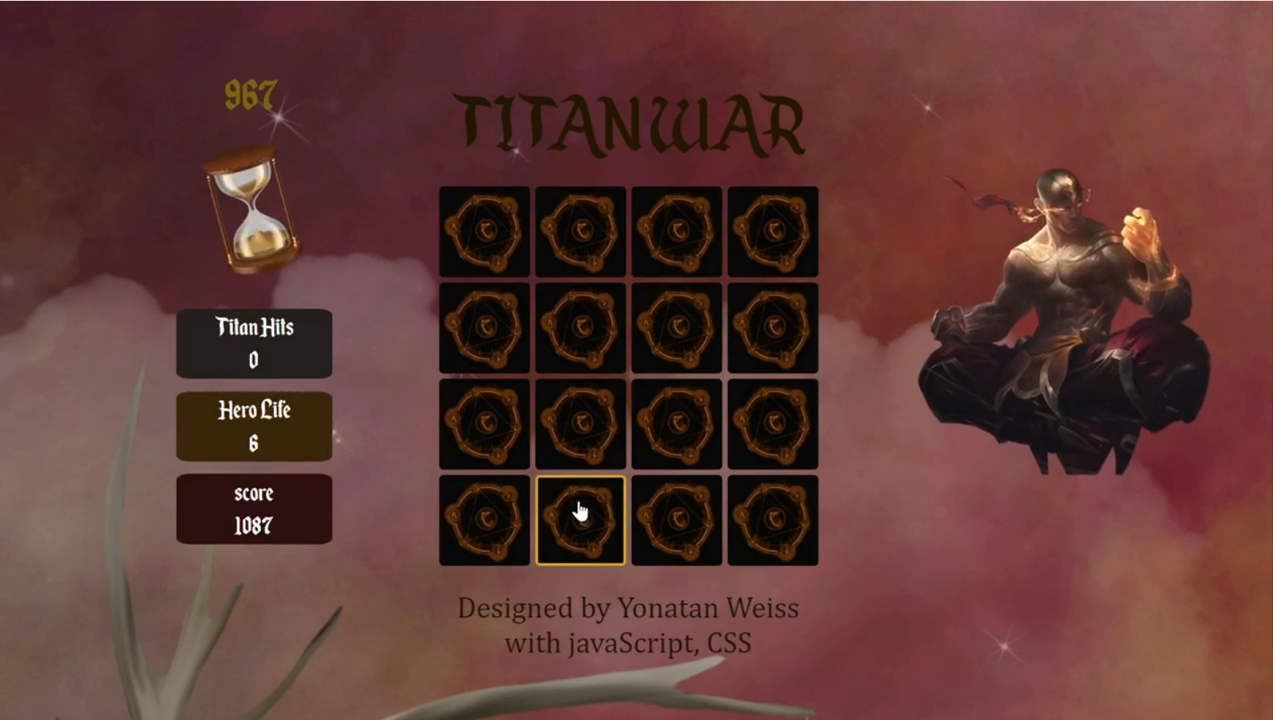 967
TITANWAR
Titan Hits
0
Hero Life
6
score
1087
Designed by Yonatan Weiss
with javaScript, CSS